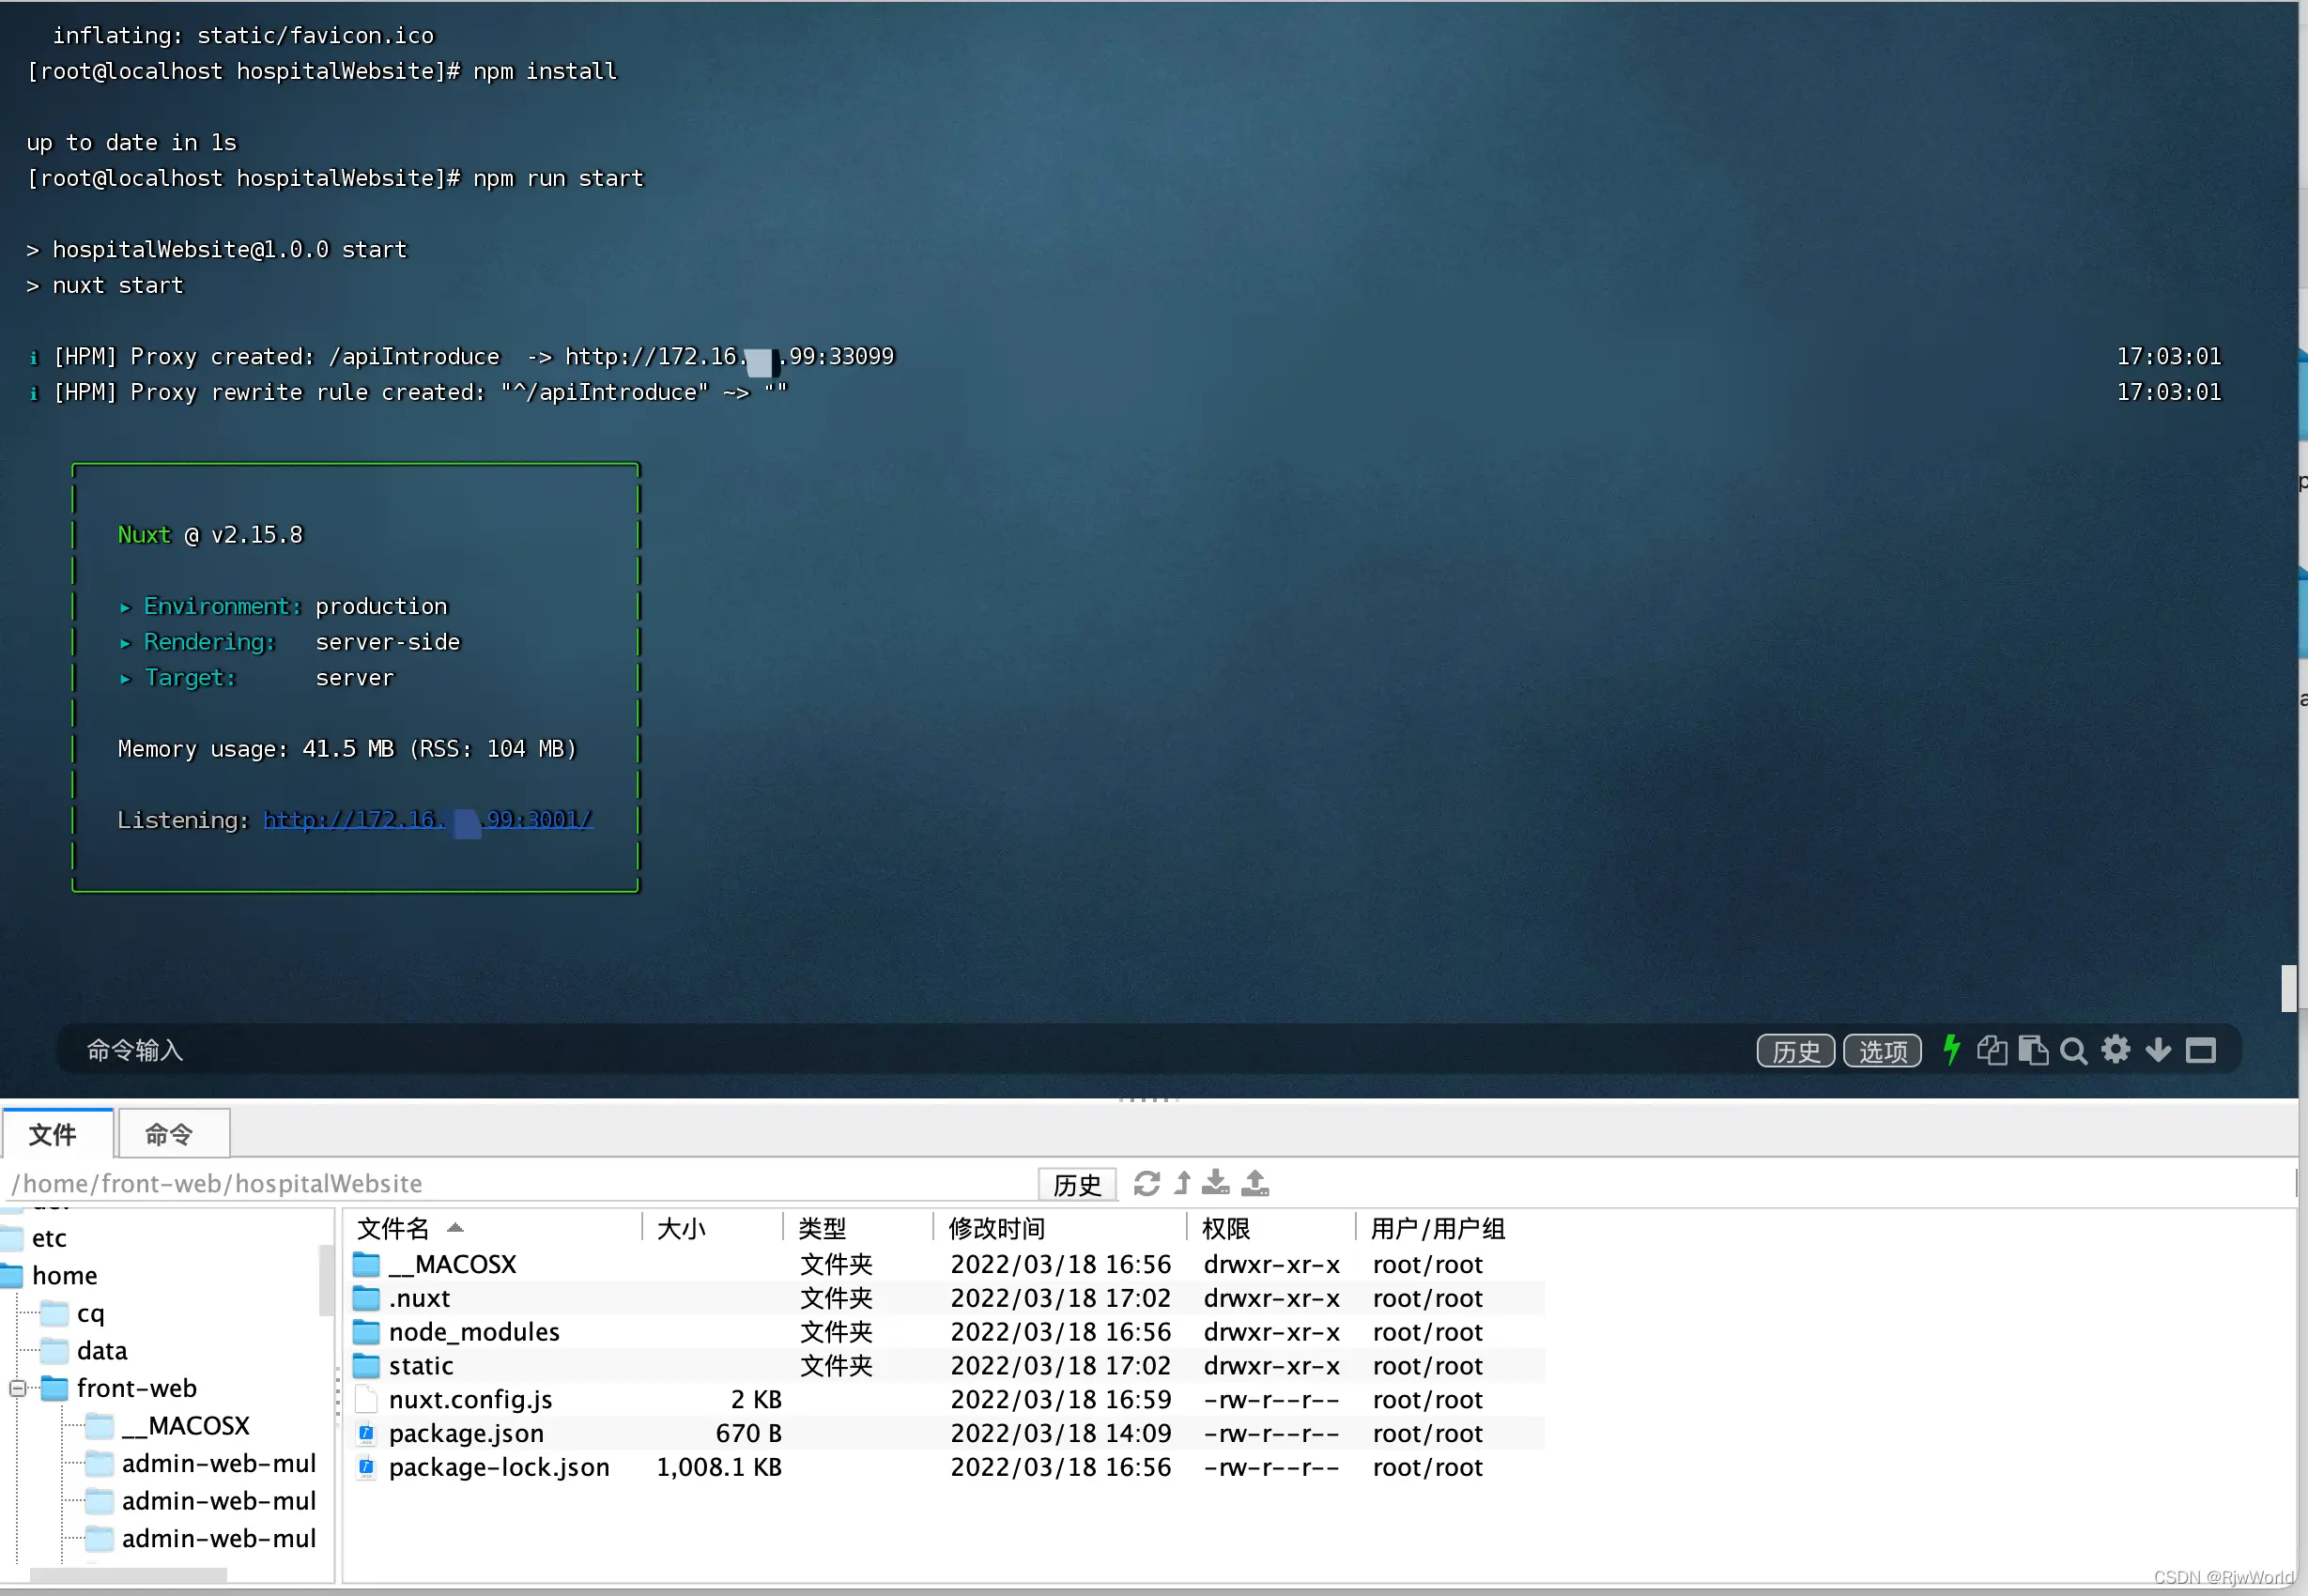 inflating: static/favicon.ico
[root@localhost hospitalWebsite]# npm install
up to date in 1s
[root@localhost hospitalWebsite]# npm run start
> hospitalWebsite@1.0.0 start
> nuxt start
i [HPM] Proxy created: /apiIntroduce -> http://172.16. .99:33099 17:03:01
i [HPM] Proxy rewrite rule created: "^/apiIntroduce" ~> "" 17:03:01
Nuxt @ v2.15.8
▸ Environment: production
▸ Rendering: server-side
▸ Target: server
Memory usage: 41.5 MB (RSS: 104 MB)
Listening: http://172.16. .99:3001/
命令输入 历史 选项
文件 命令
/home/front-web/hospitalWebsite 历史
etc
home
cq
data
front-web
__MACOSX
admin-web-mul
admin-web-mul
admin-web-mul
文件名 大小 类型 修改时间 权限 用户/用户组
__MACOSX 文件夹 2022/03/18 16:56 drwxr-xr-x root/root
.nuxt 文件夹 2022/03/18 17:02 drwxr-xr-x root/root
node_modules 文件夹 2022/03/18 16:56 drwxr-xr-x root/root
static 文件夹 2022/03/18 17:02 drwxr-xr-x root/root
nuxt.config.js 2 KB 2022/03/18 16:59 -rw-r--r-- root/root
package.json 670 B 2022/03/18 14:09 -rw-r--r-- root/root
package-lock.json 1,008.1 KB 2022/03/18 16:56 -rw-r--r-- root/root
CSDN @RjwWorld